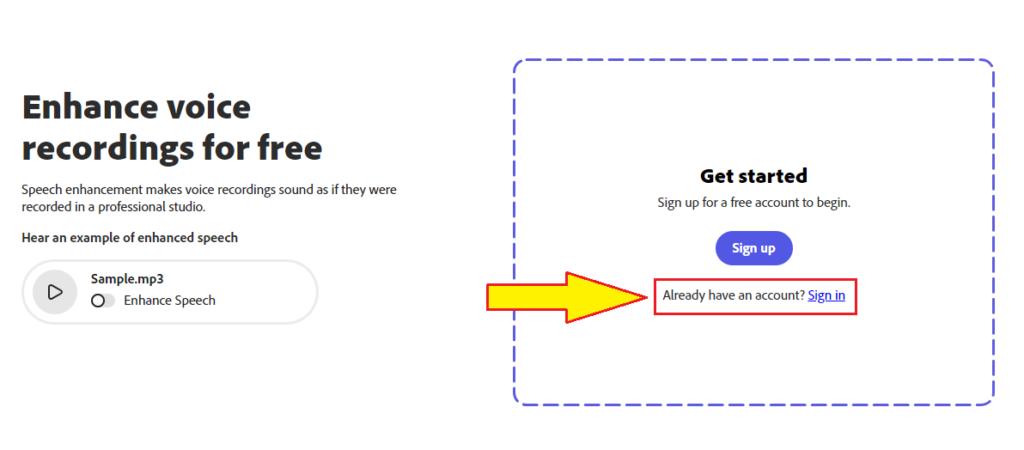 Enhance voice
recordings for free
Speech enhancement makes voice recordings sound as if they were
recorded in a professional studio.
Hear an example of enhanced speech
Sample.mp3
Enhance Speech
Get started
Sign up for a free account to begin.
Sign up
Already have an account? Sign in